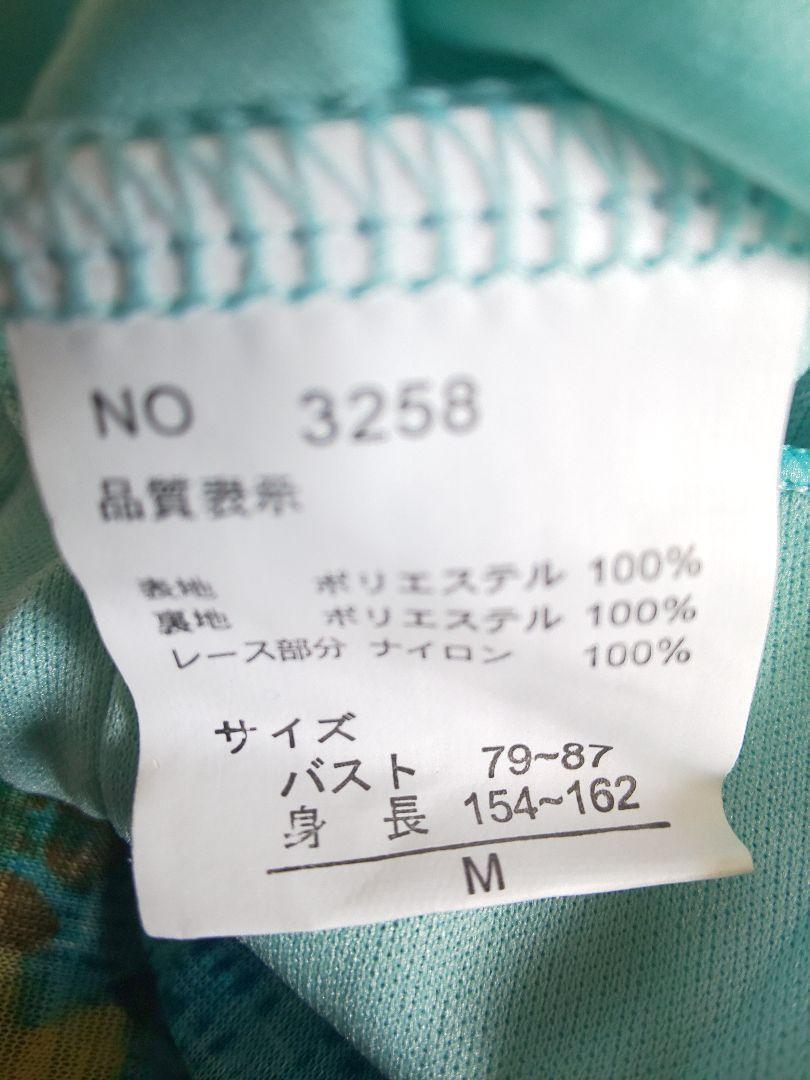 NO 3258
品質表示
表地 ポリエステル 100%
裏地 ポリエステル 100%
レース部分 ナイロン 100%
サイズ
バスト 79~87
身長 154~162
M